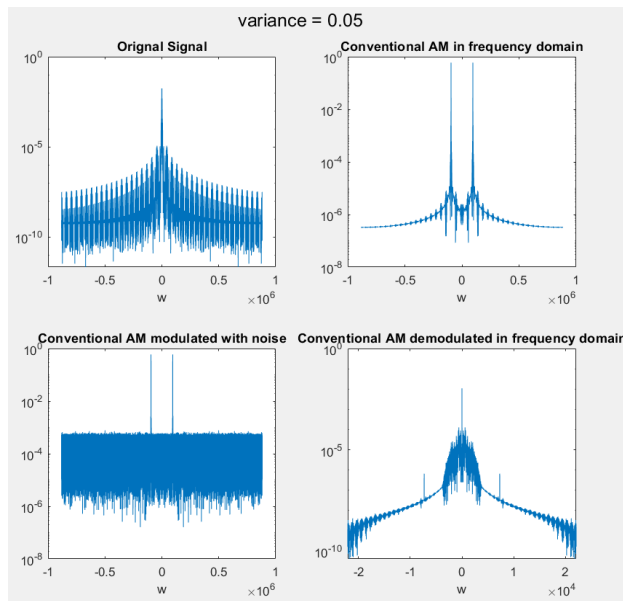 variance = 0.05
Orignal Signal
10^0
10^-5
10^-10
-1 -0.5 0 0.5 1
×10^6
w
Conventional AM in frequency domain
10^0
10^-2
10^-4
10^-6
10^-8
-1 -0.5 0 0.5 1
×10^6
w
Conventional AM modulated with noise
10^0
10^-2
10^-4
10^-6
10^-8
-1 -0.5 0 0.5 1
×10^6
w
Conventional AM demodulated in frequency domain
10^0
10^-5
10^-10
-2 -1 0 1 2
×10^4
w